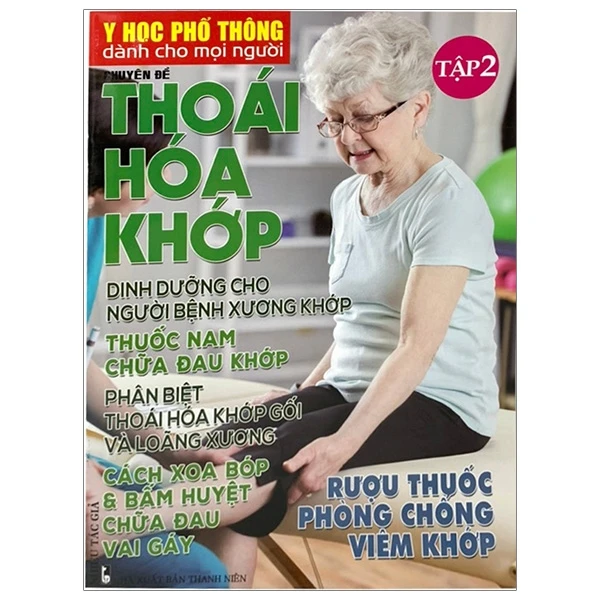 Y HỌC PHỔ THÔNG
dành cho mọi người
CHUYÊN ĐỀ
TẬP 2
THOÁI
HÓA
KHỚP
DINH DƯỠNG CHO
NGƯỜI BỆNH XƯƠNG KHỚP
THUỐC NAM
CHỮA ĐAU KHỚP
PHÂN BIỆT
THOÁI HÓA KHỚP GỐI
VÀ LOÃNG XƯƠNG
CÁCH XOA BÓP
& BẤM HUYỆT
CHỮA ĐAU
VAI GÁY
RƯỢU THUỐC
PHÒNG CHỐNG
VIÊM KHỚP
TÁC GIẢ
XUẤT BẢN THANH NIÊN